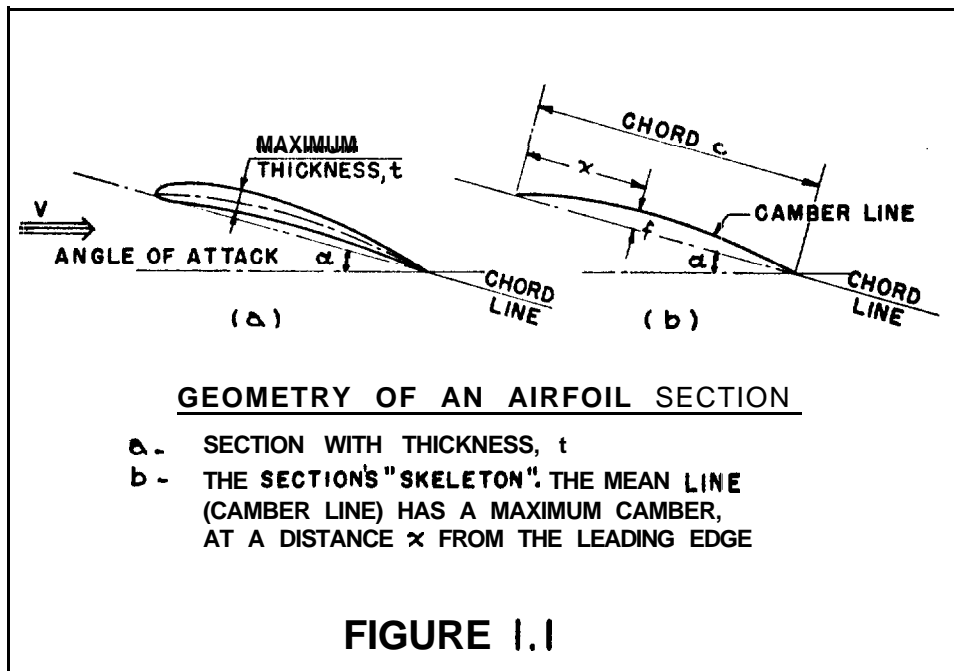 MAXIMUM
THICKNESS, t
V
ANGLE OF ATTACK
α
CHORD
LINE
(a)
CHORD c
x
f
CAMBER LINE
α
CHORD
LINE
(b)
GEOMETRY OF AN AIRFOIL SECTION
a- SECTION WITH THICKNESS, t
b- THE SECTION'S "SKELETON". THE MEAN LINE
(CAMBER LINE) HAS A MAXIMUM CAMBER,
AT A DISTANCE x FROM THE LEADING EDGE
FIGURE 1.1